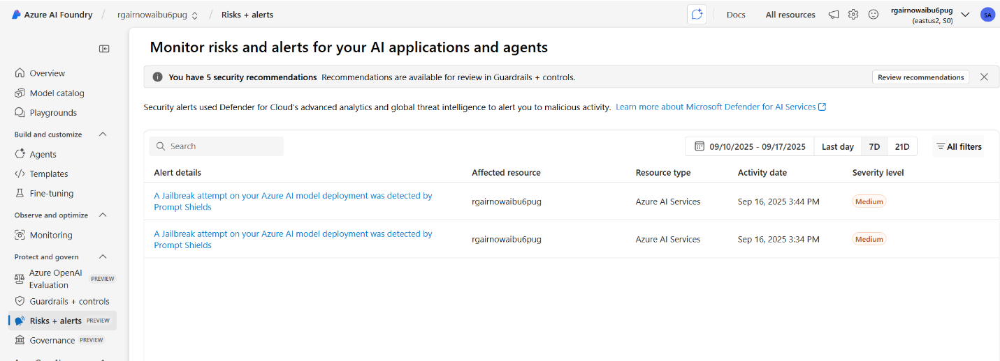 Azure AI Foundry / rgairnowaibu6pug / Risks + alerts
Docs
All resources
rgairnowaibu6pug
(eastus2, S0)
SA
Overview
Model catalog
Playgrounds
Build and customize
Agents
Templates
Fine-tuning
Observe and optimize
Monitoring
Protect and govern
Azure OpenAI
Evaluation
PREVIEW
Guardrails + controls
Risks + alerts PREVIEW
Governance PREVIEW
Monitor risks and alerts for your AI applications and agents
You have 5 security recommendations Recommendations are available for review in Guardrails + controls.
Review recommendations
Security alerts used Defender for Cloud's advanced analytics and global threat intelligence to alert you to malicious activity. Learn more about Microsoft Defender for AI Services
Search
09/10/2025 - 09/17/2025
Last day
7D
21D
All filters
Alert details
Affected resource
Resource type
Activity date
Severity level
A Jailbreak attempt on your Azure AI model deployment was detected by
Prompt Shields
rgairnowaibu6pug
Azure AI Services
Sep 16, 2025 3:44 PM
Medium
A Jailbreak attempt on your Azure AI model deployment was detected by
Prompt Shields
rgairnowaibu6pug
Azure AI Services
Sep 16, 2025 3:34 PM
Medium